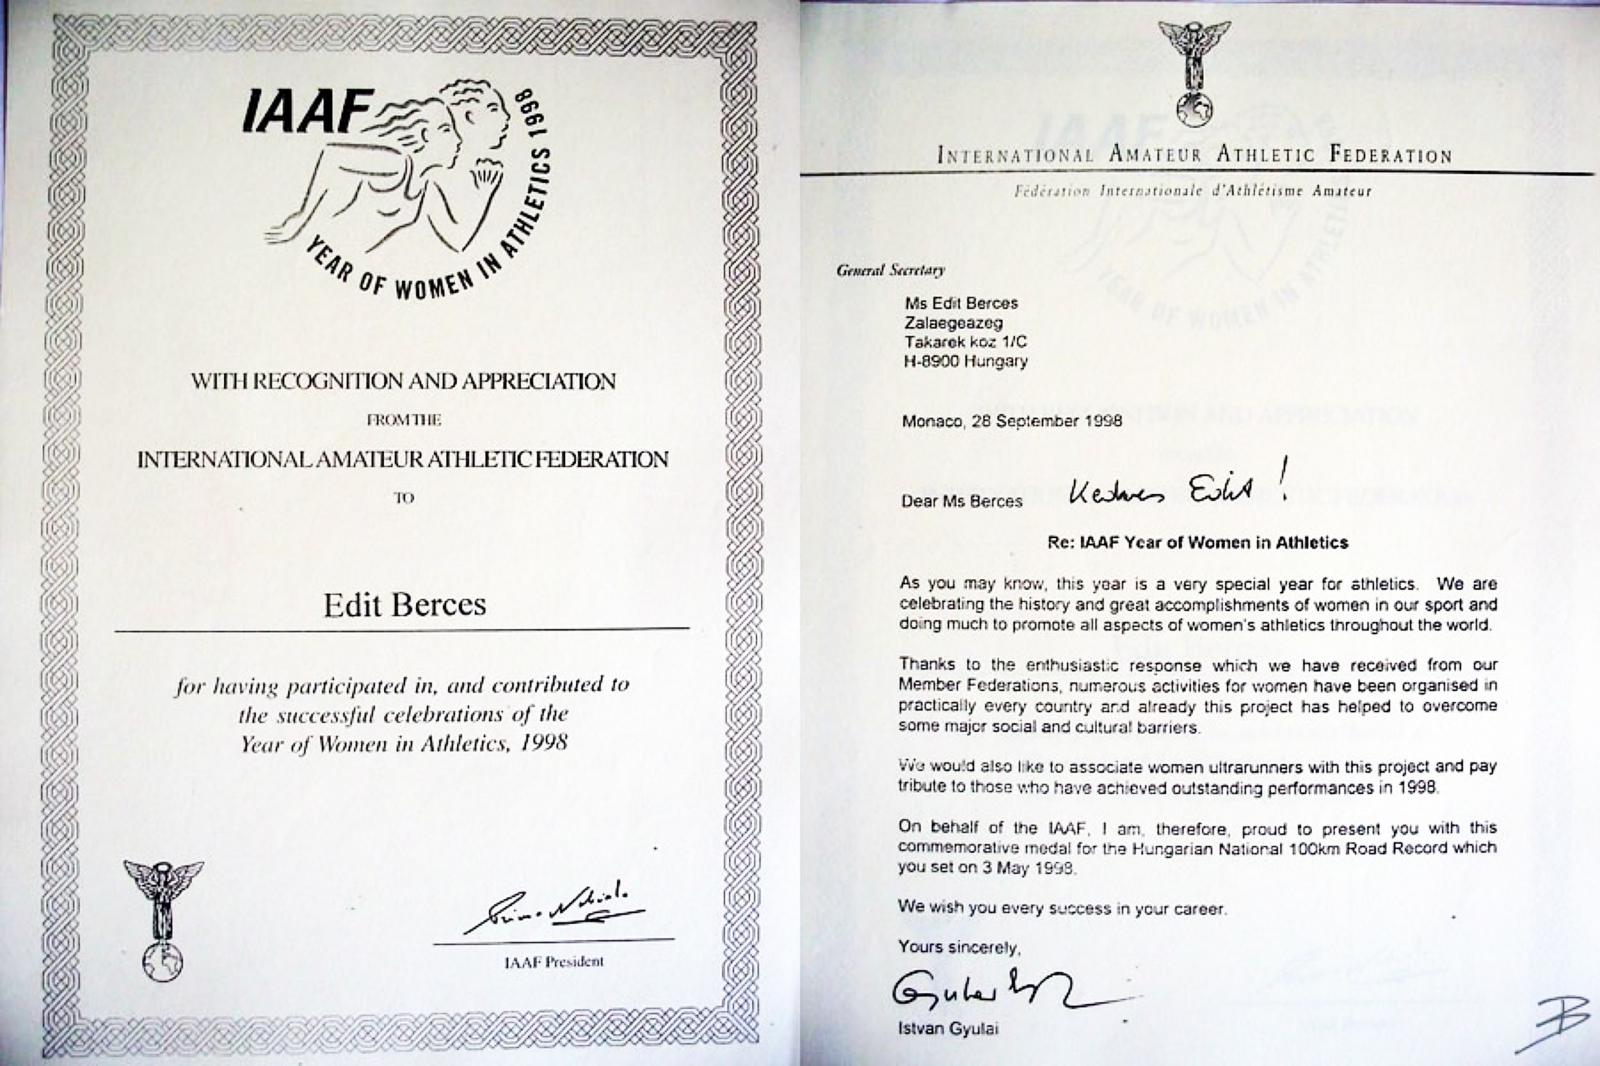 IAAF
YEAR OF WOMEN IN ATHLETICS 1998
WITH RECOGNITION AND APPRECIATION
FROM THE
INTERNATIONAL AMATEUR ATHLETIC FEDERATION
TO
Edit Berces
for having participated in, and contributed to
the successful celebrations of the
Year of Women in Athletics, 1998
IAAF President
INTERNATIONAL AMATEUR ATHLETIC FEDERATION
Fédération Internationale d'Athlétisme Amateur
General Secretary
Ms Edit Berces
Zalaegeazeg
Takarek koz 1/C
H-8900 Hungary
Monaco, 28 September 1998
Dear Ms Berces Kedves Edit!
Re: IAAF Year of Women in Athletics
As you may know, this year is a very special year for athletics. We are
celebrating the history and great accomplishments of women in our sport and
doing much to promote all aspects of women's athletics throughout the world.
Thanks to the enthusiastic response which we have received from our
Member Federations, numerous activities for women have been organised in
practically every country and already this project has helped to overcome
some major social and cultural barriers.
We would also like to associate women ultrarunners with this project and pay
tribute to those who have achieved outstanding performances in 1998.
On behalf of the IAAF, I am, therefore, proud to present you with this
commemorative medal for the Hungarian National 100km Road Record which
you set on 3 May 1998.
We wish you every success in your career.
Yours sincerely,
Istvan Gyulai